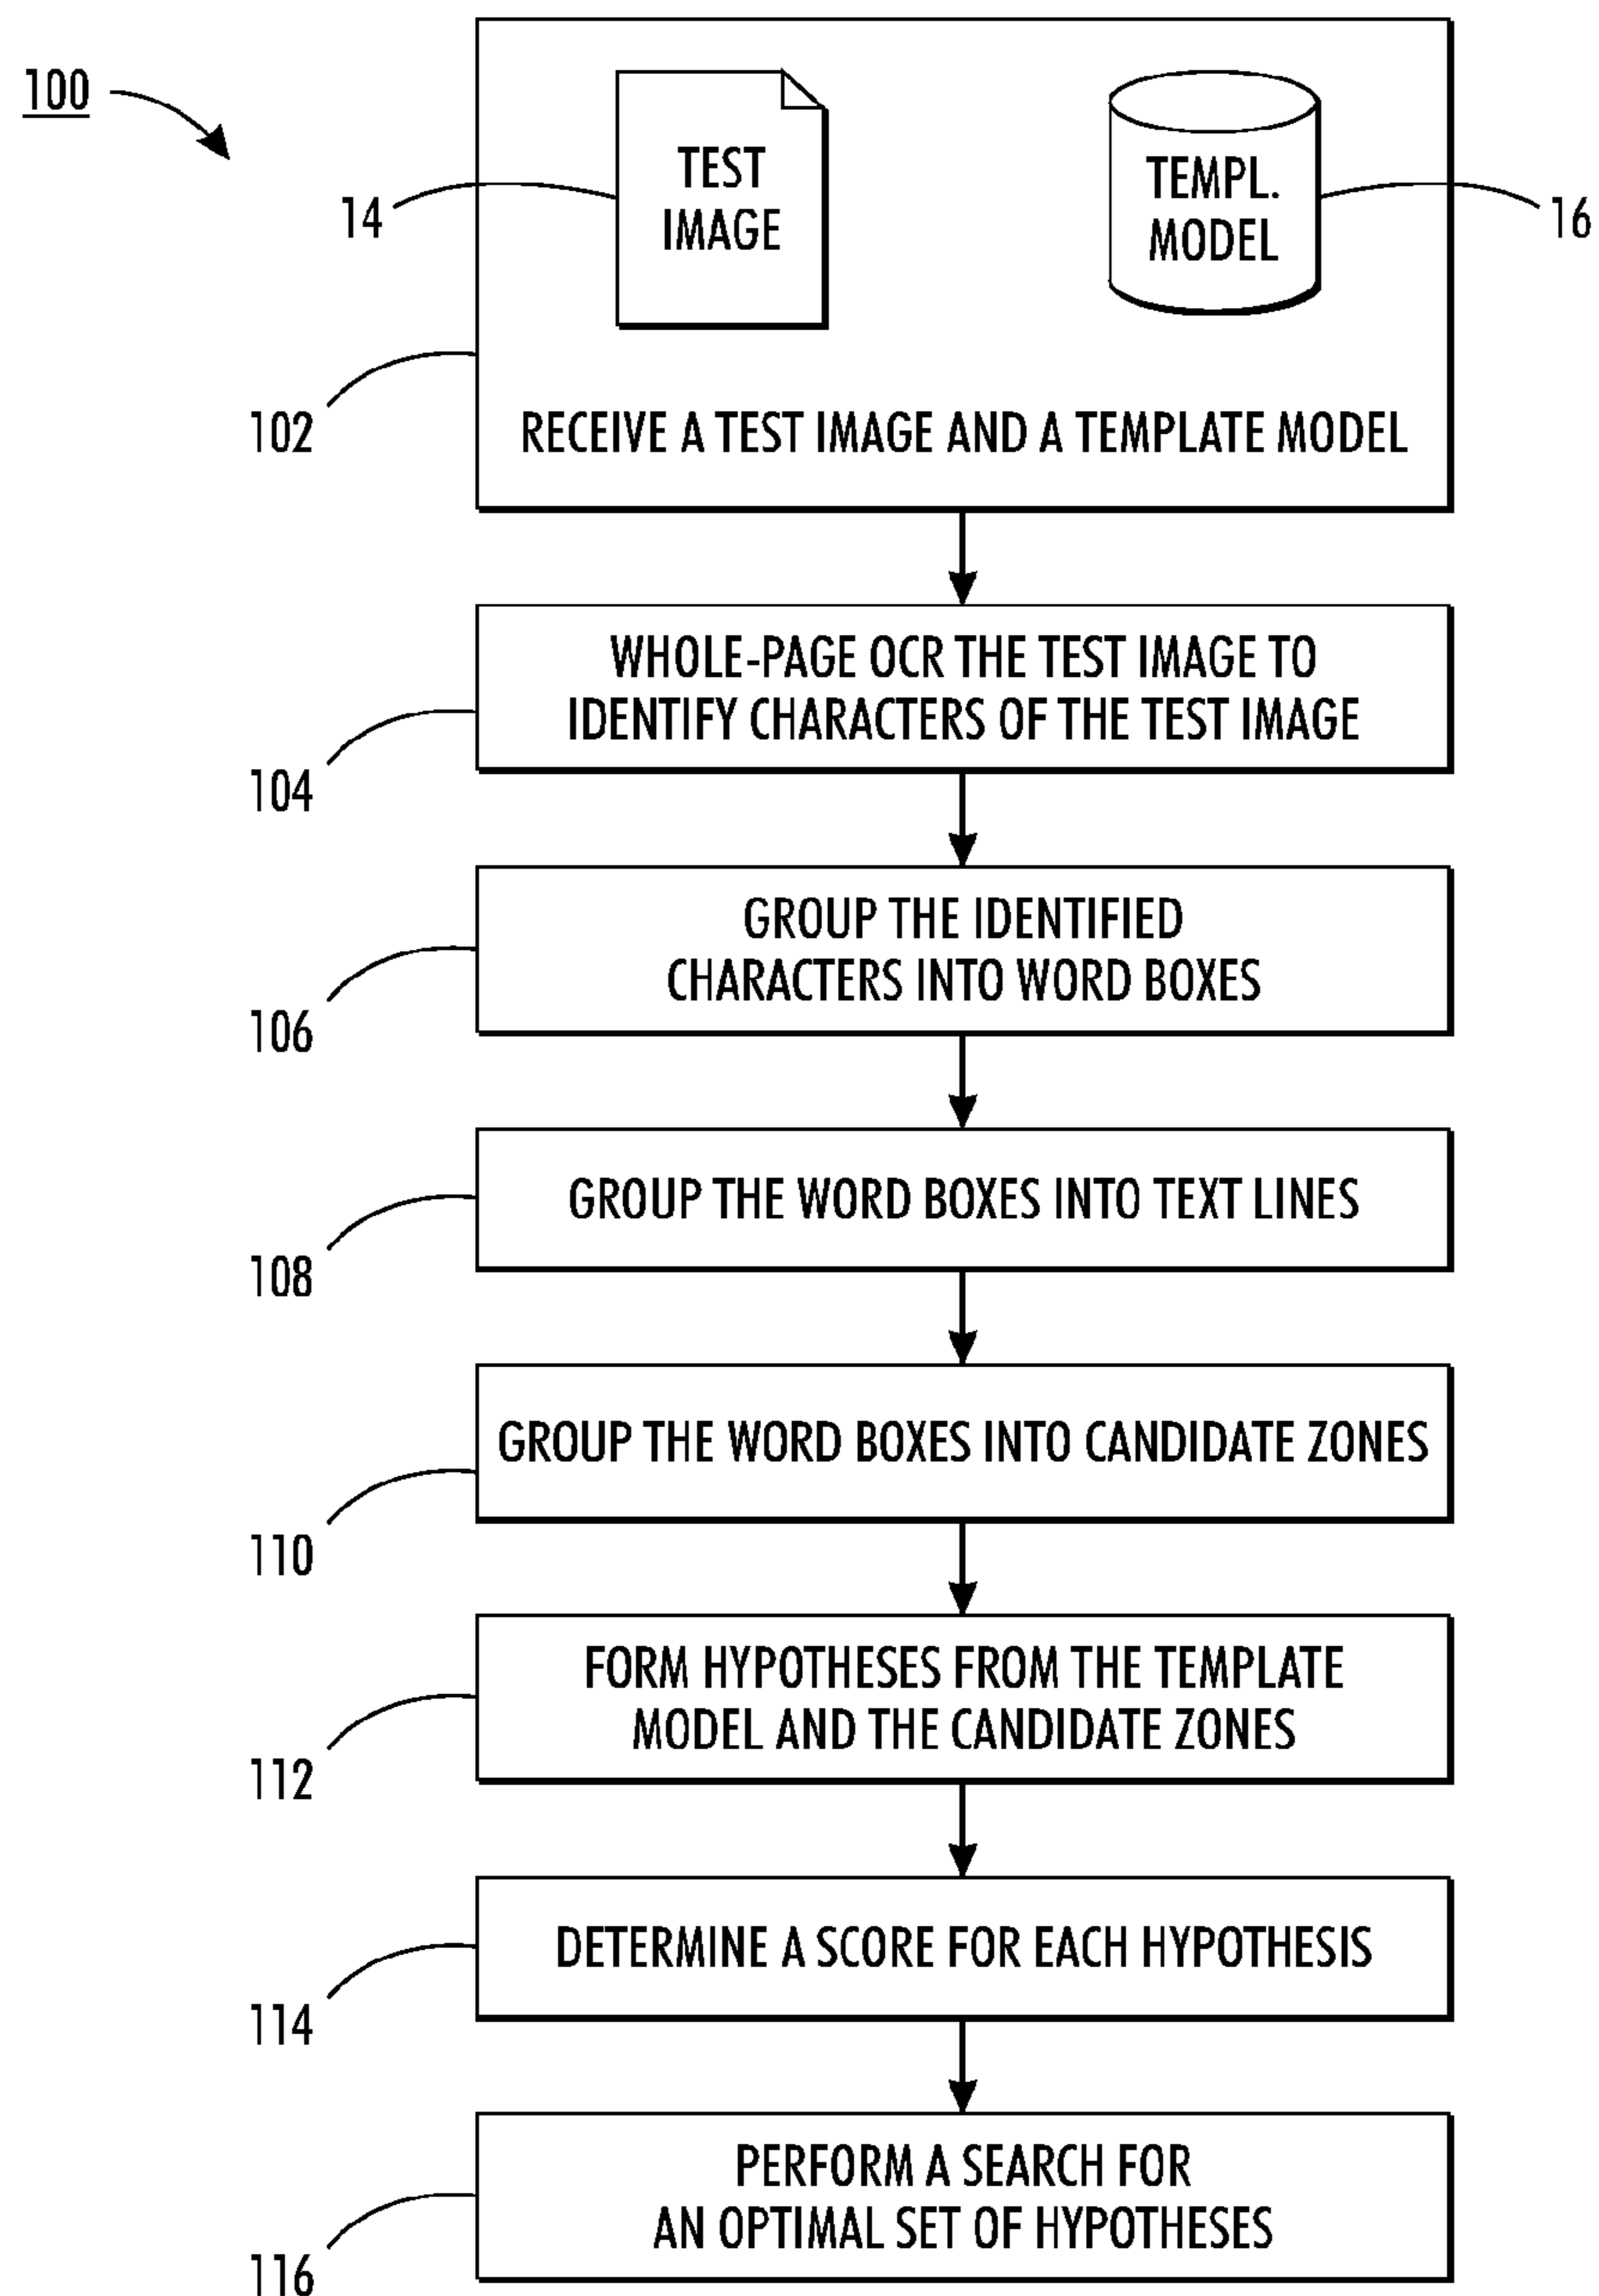 100
TEST
IMAGE
TEMPL.
MODEL
14
16
102
RECEIVE A TEST IMAGE AND A TEMPLATE MODEL
WHOLE-PAGE OCR THE TEST IMAGE TO
IDENTIFY CHARACTERS OF THE TEST IMAGE
104
GROUP THE IDENTIFIED
CHARACTERS INTO WORD BOXES
106
GROUP THE WORD BOXES INTO TEXT LINES
108
GROUP THE WORD BOXES INTO CANDIDATE ZONES
110
FORM HYPOTHESES FROM THE TEMPLATE
MODEL AND THE CANDIDATE ZONES
112
DETERMINE A SCORE FOR EACH HYPOTHESIS
114
PERFORM A SEARCH FOR
AN OPTIMAL SET OF HYPOTHESES
116